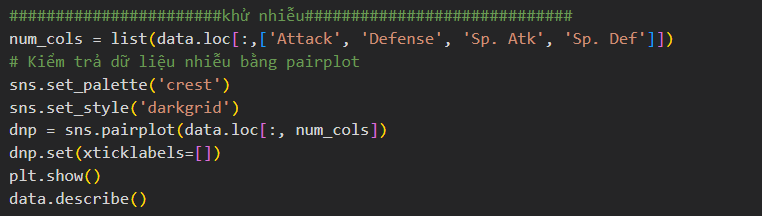 #######################khử nhiễu#############################
num_cols = list(data.loc[:,['Attack', 'Defense', 'Sp. Atk', 'Sp. Def']])
# Kiểm trả dữ liệu nhiễu bằng pairplot
sns.set_palette('crest')
sns.set_style('darkgrid')
dnp = sns.pairplot(data.loc[:, num_cols])
dnp.set(xticklabels=[])
plt.show()
data.describe()